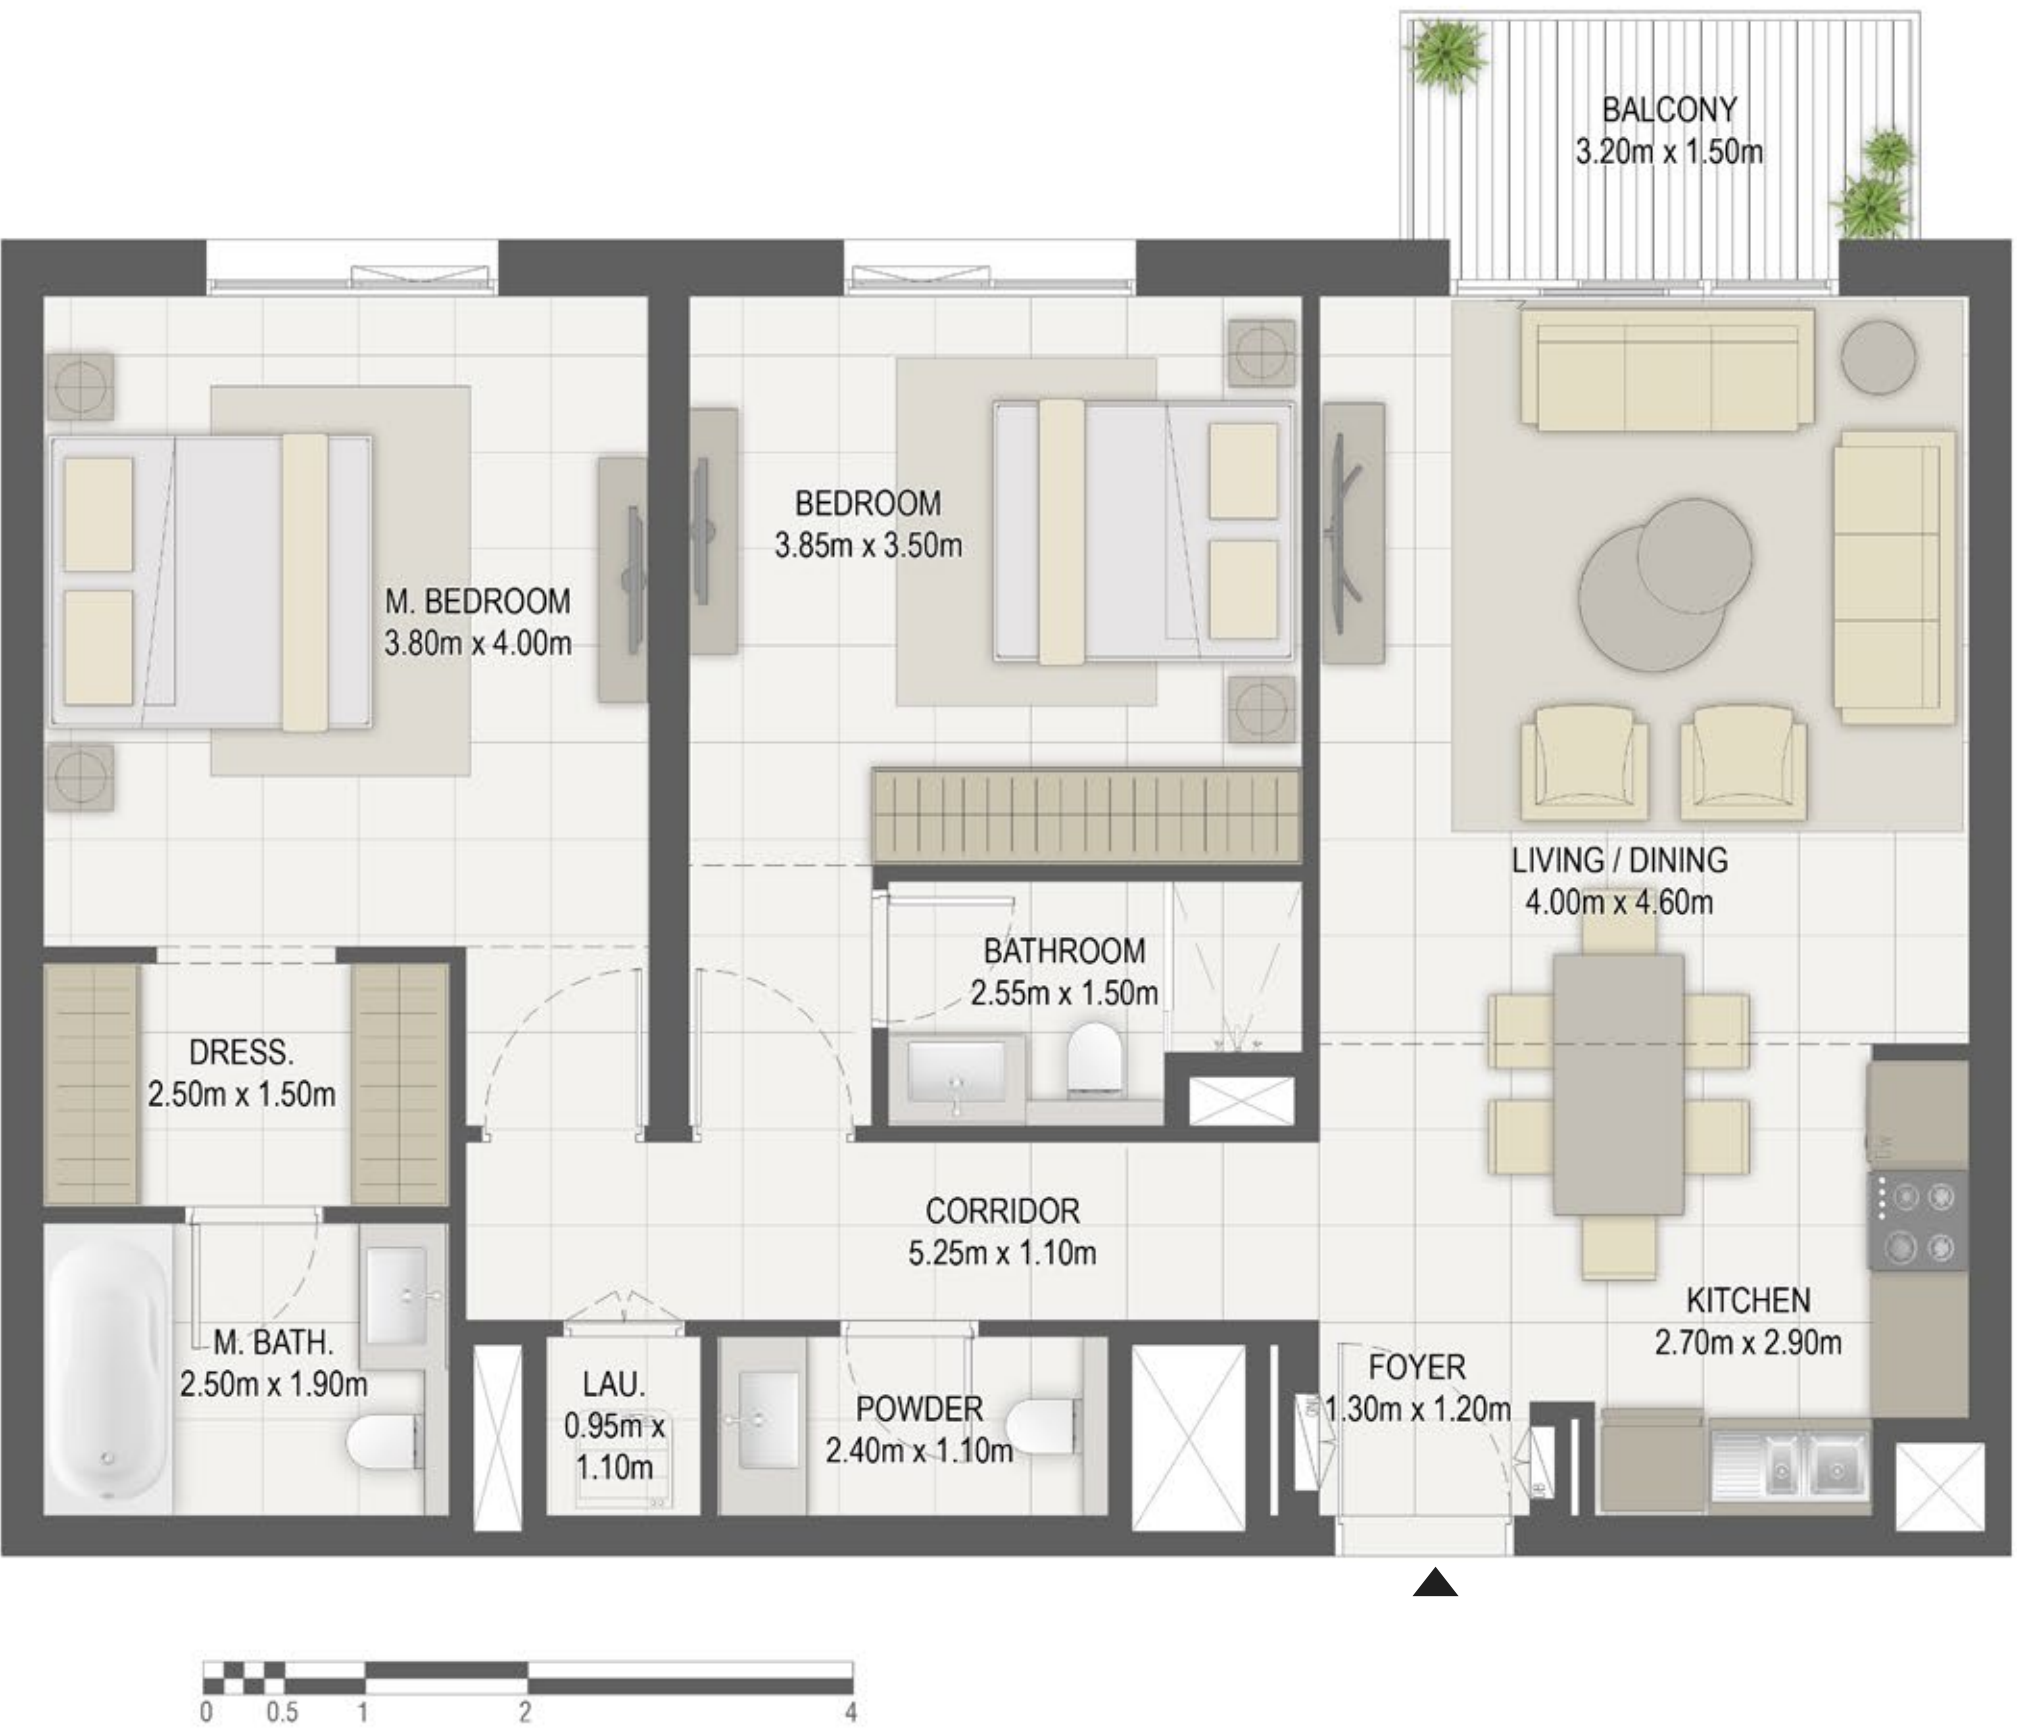 BALCONY
3.20m x 1.50m
BEDROOM
3.85m x 3.50m
M. BEDROOM
3.80m x 4.00m
LIVING / DINING
4.00m x 4.60m
BATHROOM
2.55m x 1.50m
DRESS.
2.50m x 1.50m
CORRIDOR
5.25m x 1.10m
KITCHEN
2.70m x 2.90m
M. BATH.
2.50m x 1.90m
LAU.
0.95m x
1.10m
POWDER
2.40m x 1.10m
FOYER
1.30m x 1.20m
0 0.5 1 2 4